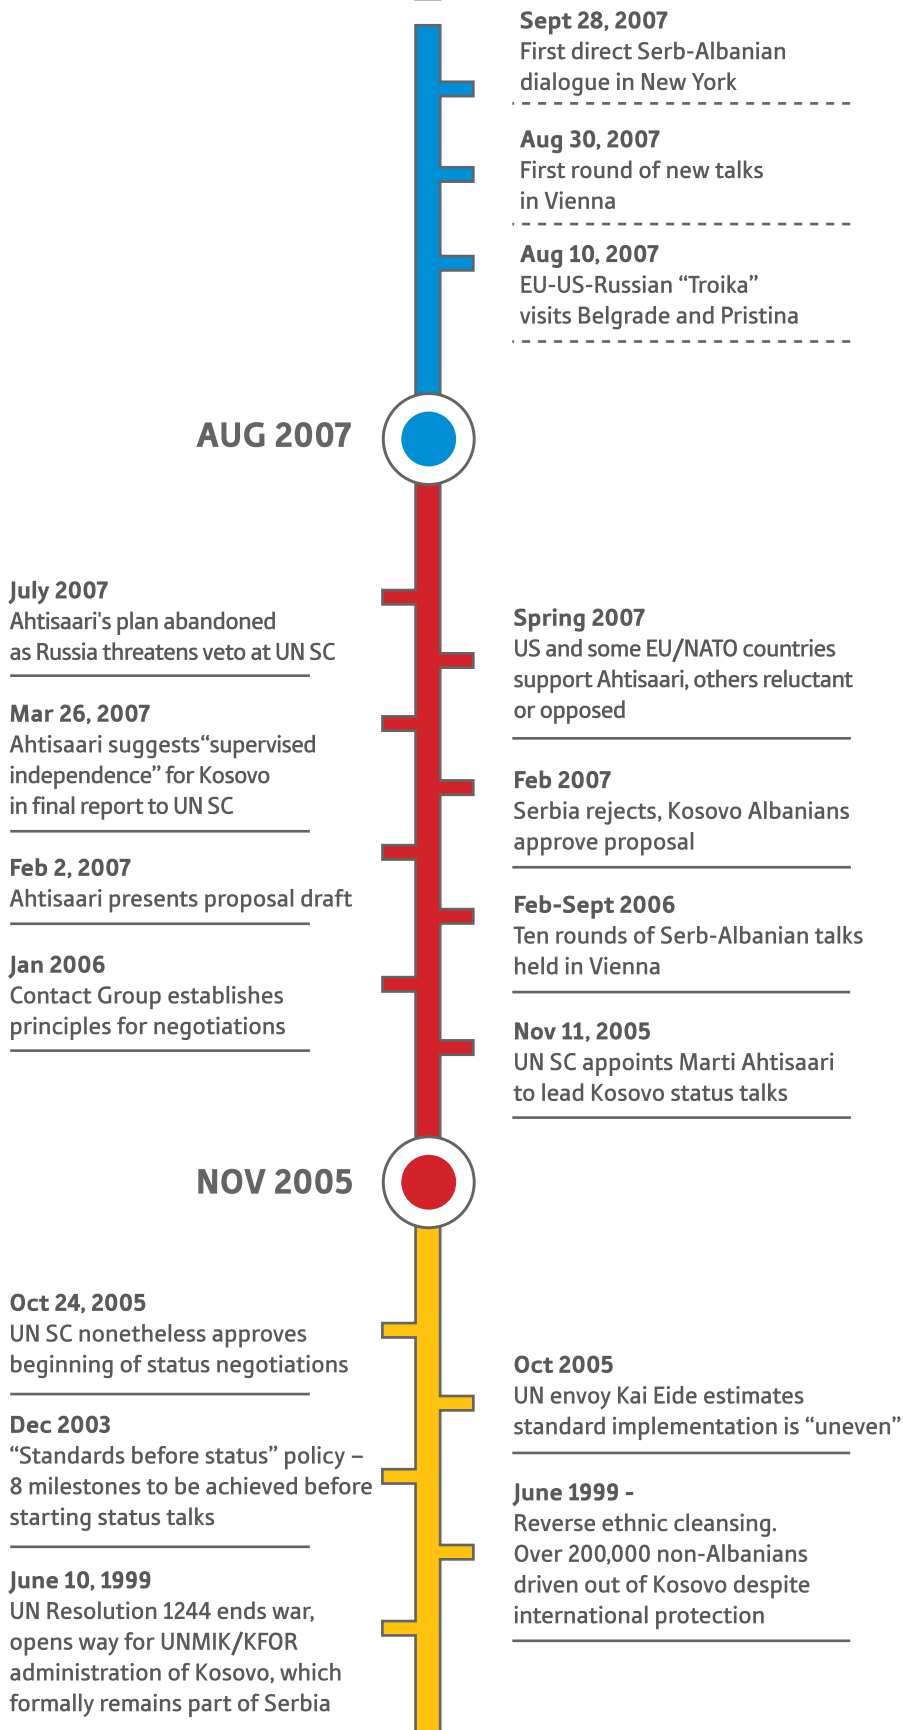 Sept 28, 2007
First direct Serb-Albanian
dialogue in New York
Aug 30, 2007
First round of new talks
in Vienna
Aug 10, 2007
EU-US-Russian “Troika”
visits Belgrade and Pristina
AUG 2007
July 2007
Ahtisaari's plan abandoned
as Russia threatens veto at UN SC
Spring 2007
US and some EU/NATO countries
support Ahtisaari, others reluctant
or opposed
Mar 26, 2007
Ahtisaari suggests“supervised
independence” for Kosovo
in final report to UN SC
Feb 2007
Serbia rejects, Kosovo Albanians
approve proposal
Feb 2, 2007
Ahtisaari presents proposal draft
Feb-Sept 2006
Ten rounds of Serb-Albanian talks
held in Vienna
Jan 2006
Contact Group establishes
principles for negotiations
Nov 11, 2005
UN SC appoints Marti Ahtisaari
to lead Kosovo status talks
NOV 2005
Oct 24, 2005
UN SC nonetheless approves
beginning of status negotiations
Oct 2005
UN envoy Kai Eide estimates
standard implementation is “uneven”
Dec 2003
“Standards before status” policy –
8 milestones to be achieved before
starting status talks
June 1999 -
Reverse ethnic cleansing.
Over 200,000 non-Albanians
driven out of Kosovo despite
international protection
June 10, 1999
UN Resolution 1244 ends war,
opens way for UNMIK/KFOR
administration of Kosovo, which
formally remains part of Serbia